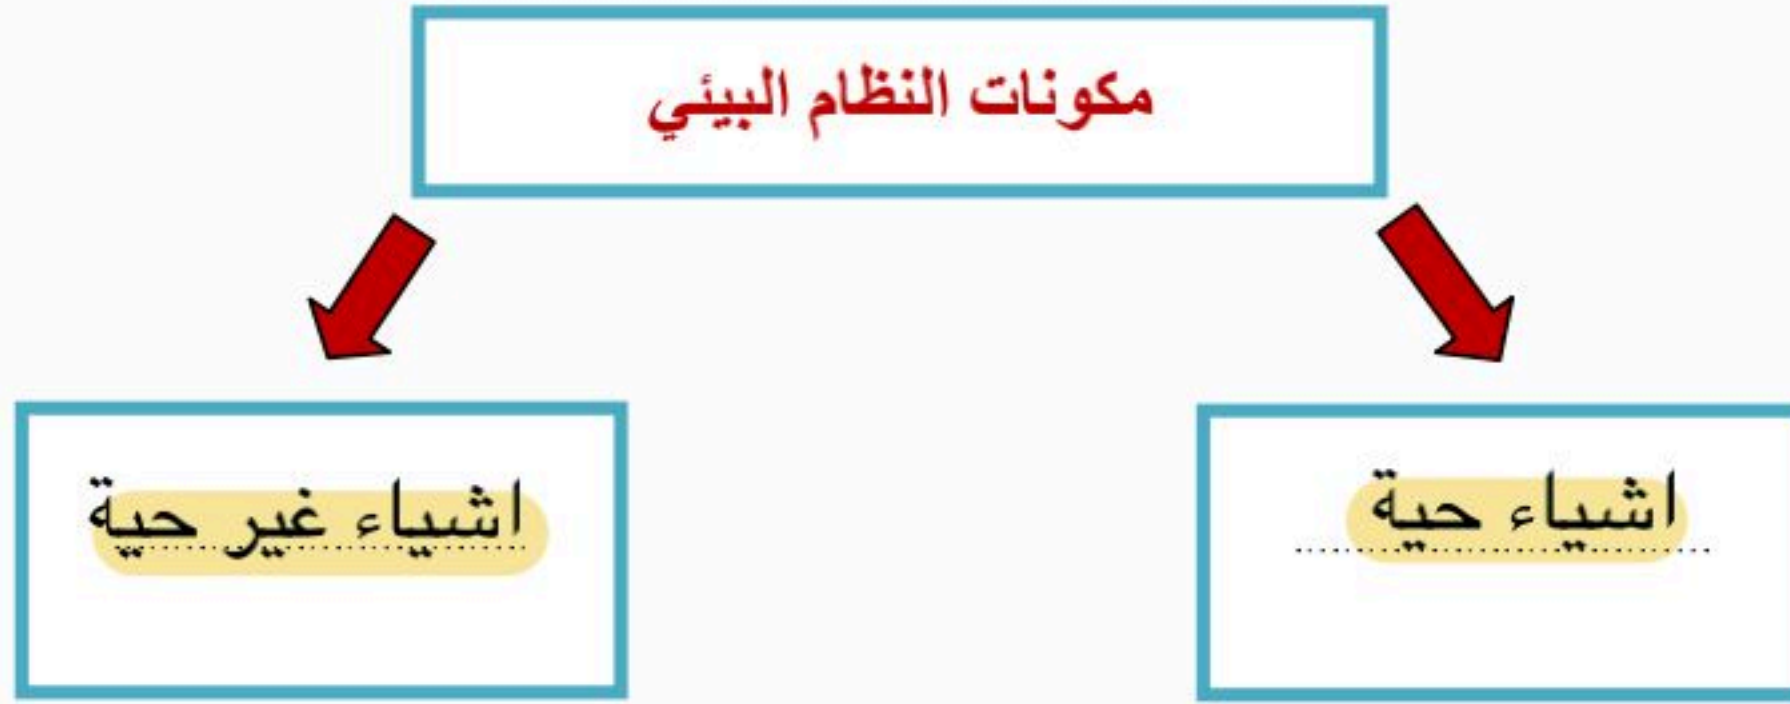 مكونات النظام البيئي
اشياء حية
اشياء غير حية